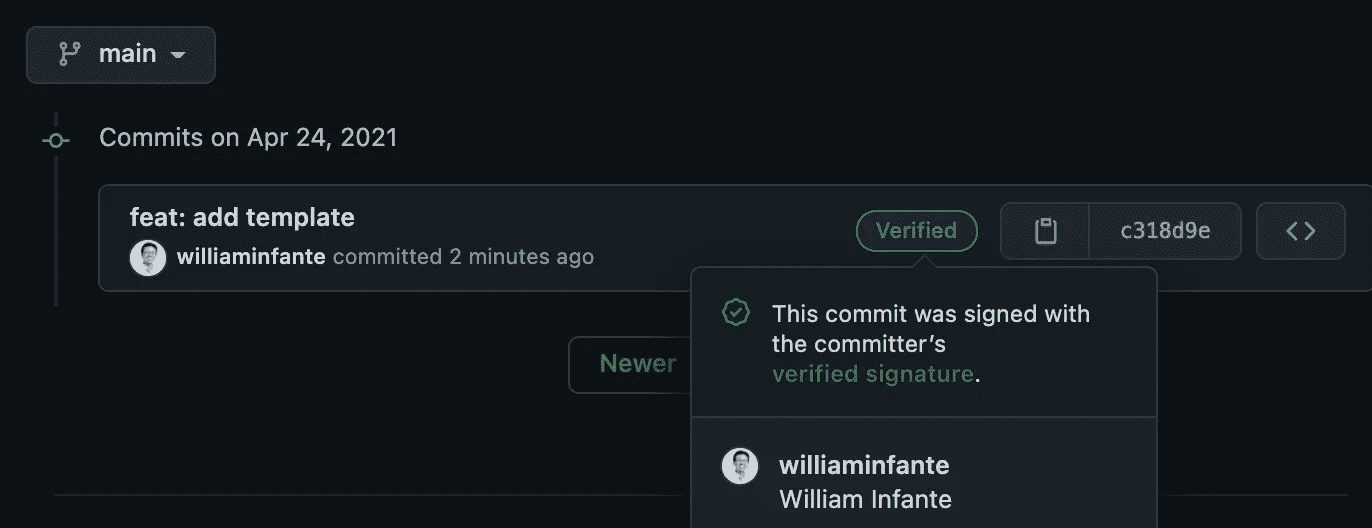 main
Commits on Apr 24, 2021
feat: add template
williaminfante committed 2 minutes ago
Verified
c318d9e
This commit was signed with
the committer’s
verified signature.
Newer
williaminfante
William Infante